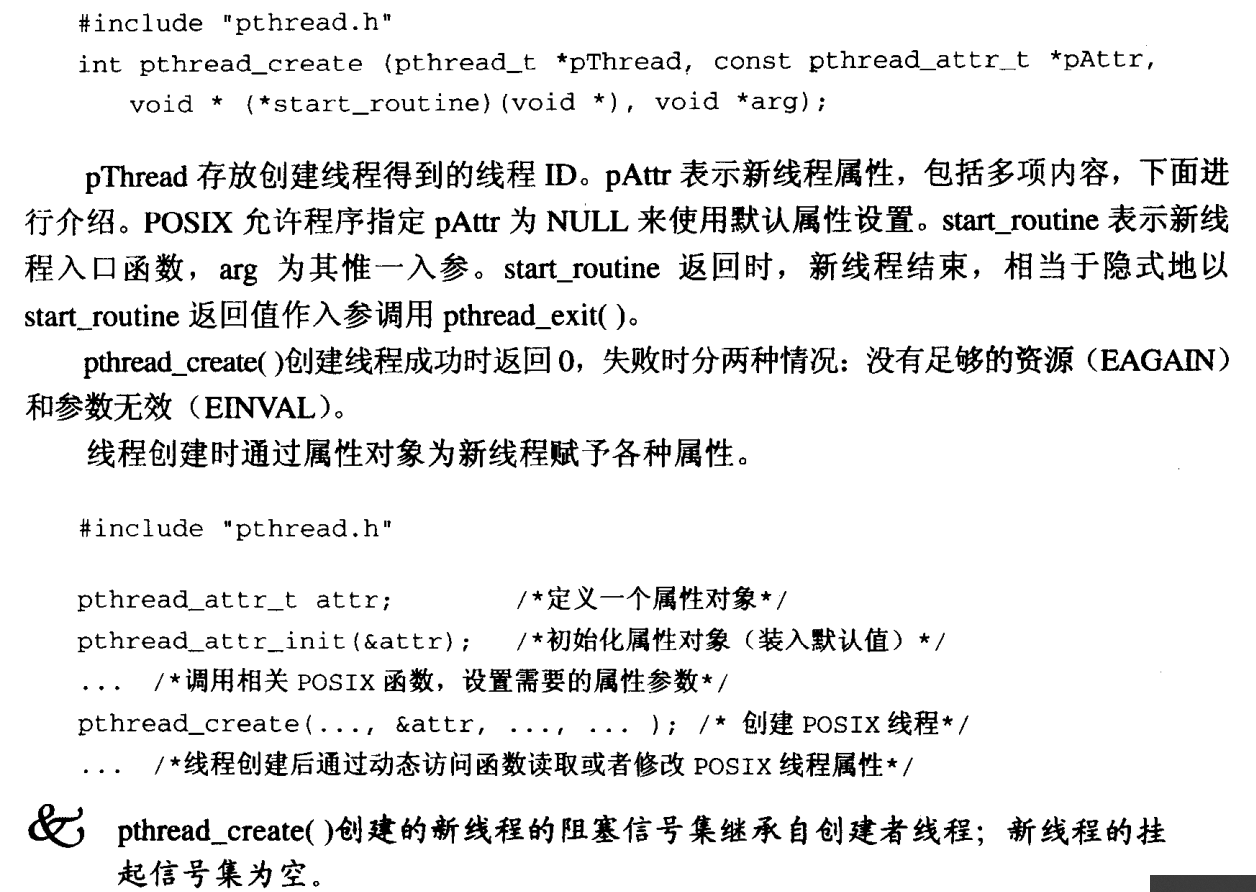 #include "pthread.h"
int pthread_create (pthread_t *pThread, const pthread_attr_t *pAttr,
void * (*start_routine)(void *), void *arg);
pThread 存放创建线程得到的线程 ID。pAttr 表示新线程属性，包括多项内容，下面进
行介绍。POSIX 允许程序指定 pAttr 为 NULL 来使用默认属性设置。start_routine 表示新线
程入口函数，arg 为其惟一入参。start_routine 返回时，新线程结束，相当于隐式地以
start_routine 返回值作入参调用 pthread_exit( )。
pthread_create( )创建线程成功时返回 0，失败时分两种情况：没有足够的资源（EAGAIN）
和参数无效（EINVAL）。
线程创建时通过属性对象为新线程赋予各种属性。
#include "pthread.h"
pthread_attr_t attr; /*定义一个属性对象*/
pthread_attr_init(&attr); /*初始化属性对象（装入默认值）*/
... /*调用相关 POSIX 函数，设置需要的属性参数*/
pthread_create(..., &attr, ..., ... ); /* 创建 POSIX 线程*/
... /*线程创建后通过动态访问函数读取或者修改 POSIX 线程属性*/
& pthread_create( )创建的新线程的阻塞信号集继承自创建者线程；新线程的挂
起信号集为空。